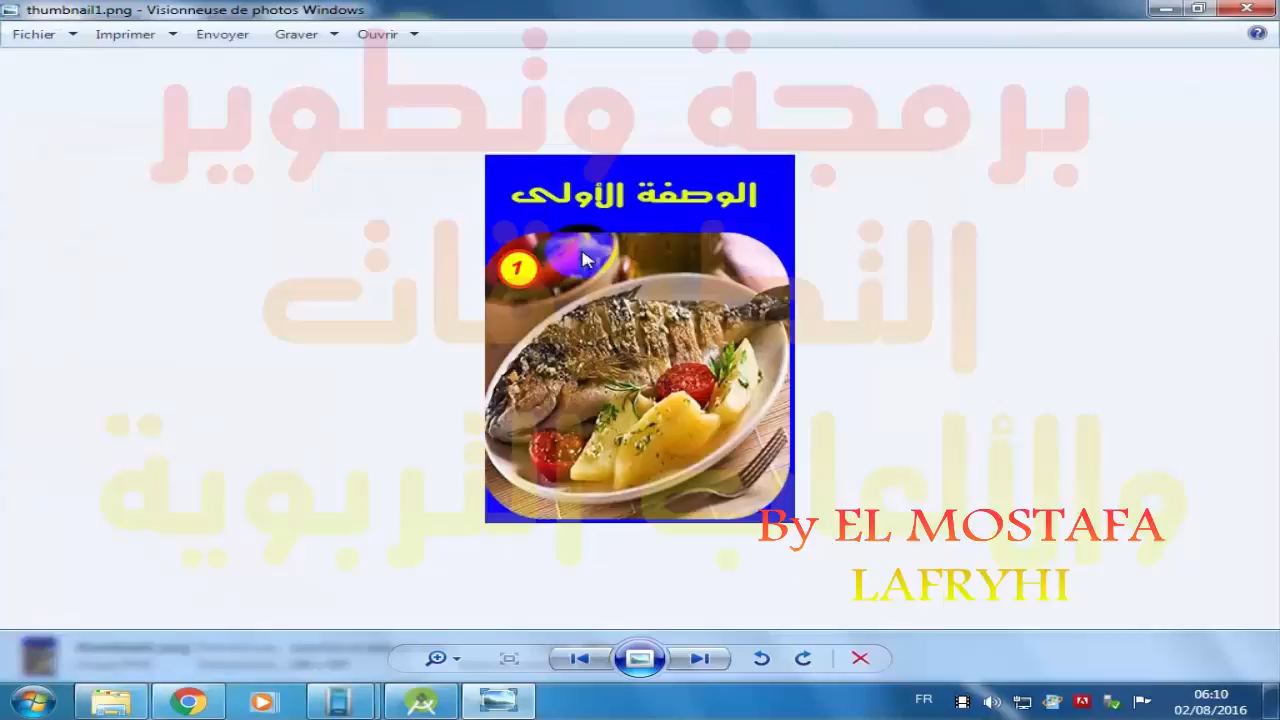 thumbnail1.png - Visionneuse de photos Windows
Fichier Imprimer Envoyer Graver Ouvrir
برمجة وتطوير
الوصفة الأولى
1
والألعاب التربوية
By EL MOSTAFA
LAFRYHI
FR
06:10
02/08/2016